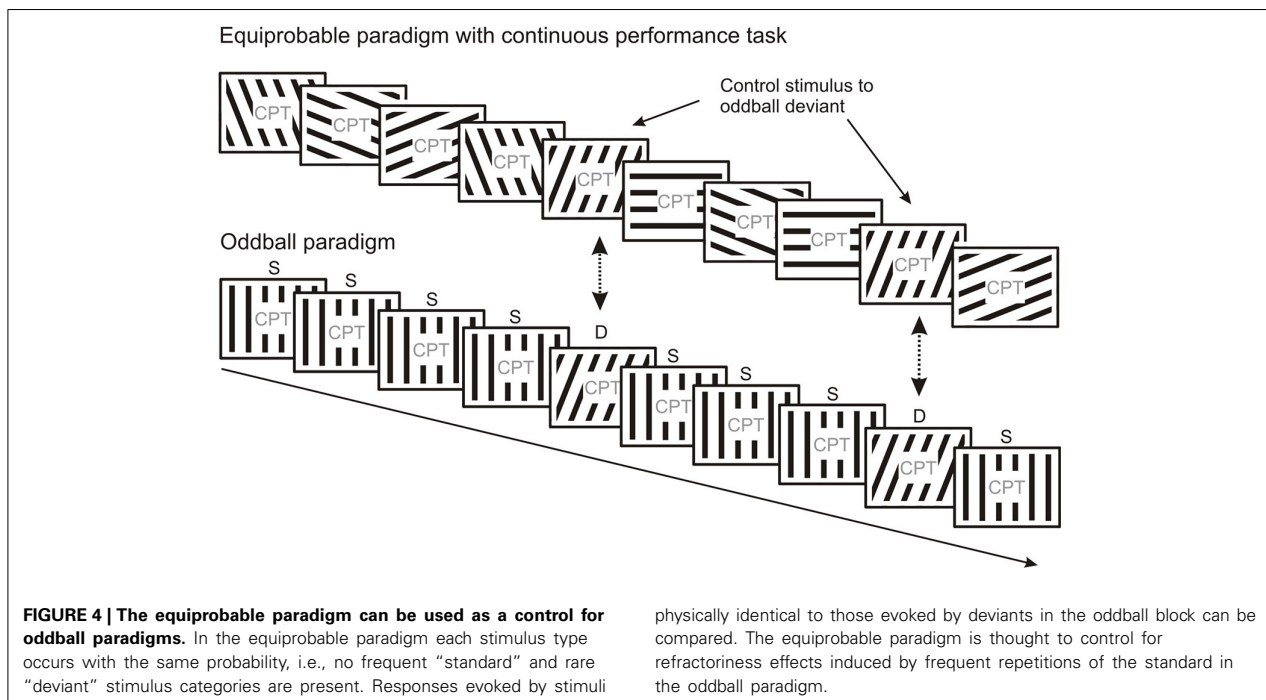 Equiprobable paradigm with continuous performance task
Control stimulus to
oddball deviant
CPT
CPT
CPT
CPT
CPT
CPT
CPT
CPT
CPT
CPT
Oddball paradigm
S
S
S
S
D
S
S
S
D
S
CPT
CPT
CPT
CPT
CPT
CPT
CPT
CPT
CPT
CPT
FIGURE 4 | The equiprobable paradigm can be used as a control for
oddball paradigms. In the equiprobable paradigm each stimulus type
occurs with the same probability, i.e., no frequent “standard” and rare
“deviant” stimulus categories are present. Responses evoked by stimuli
physically identical to those evoked by deviants in the oddball block can be
compared. The equiprobable paradigm is thought to control for
refractoriness effects induced by frequent repetitions of the standard in
the oddball paradigm.